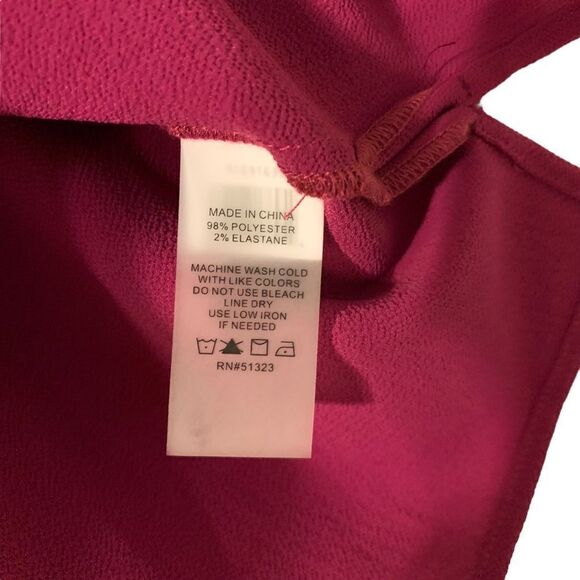 MADE IN CHINA
98% POLYESTER
2% ELASTANE
MACHINE WASH COLD
WITH LIKE COLORS
DO NOT USE BLEACH
LINE DRY
USE LOW IRON
IF NEEDED
RN#51323